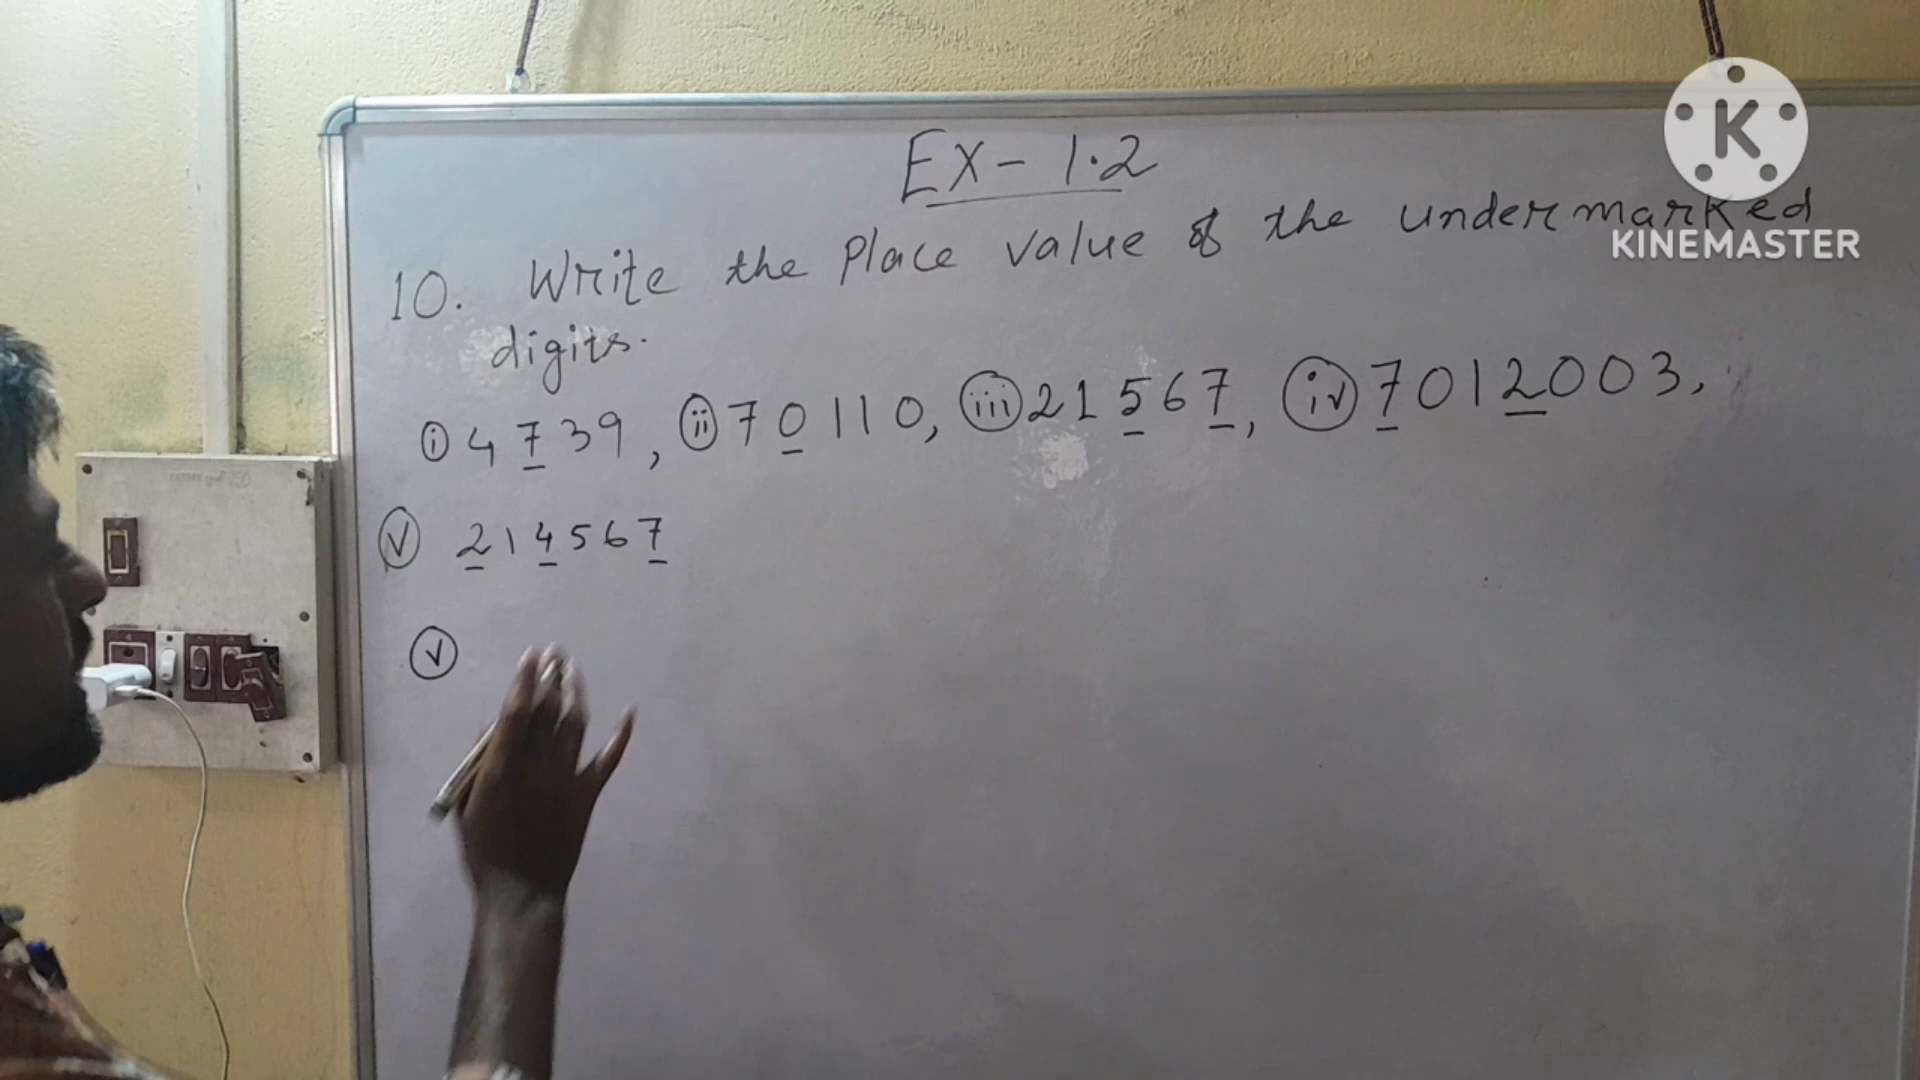 K
KINEMASTER
EX - 1.2
10. Write the Place value of the undermarked
digits.
(i) 4739, (ii) 70110, (iii) 21567, (iv) 7012003,
(v) 214567
(v)